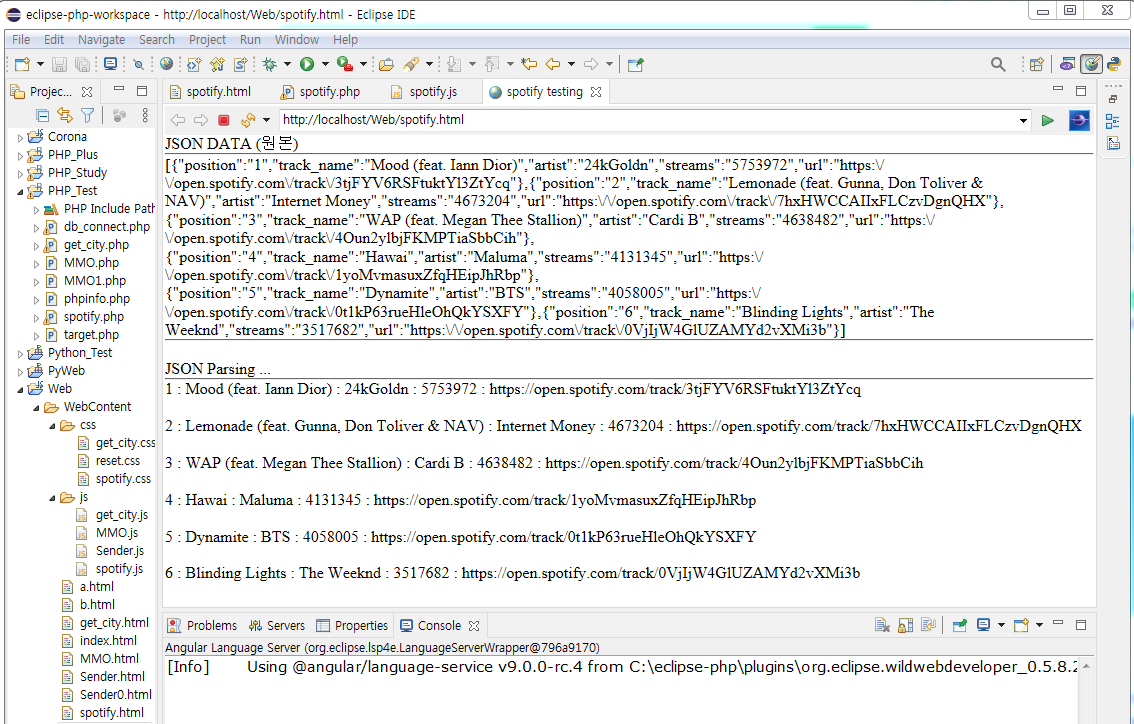 eclipse-php-workspace - http://localhost/Web/spotify.html - Eclipse IDE
File Edit Navigate Search Project Run Window Help
Projec...
spotify.html
spotify.php
spotify.js
spotify testing
http://localhost/Web/spotify.html
Corona
PHP_Plus
PHP_Study
PHP_Test
PHP Include Path
db_connect.php
get_city.php
MMO.php
MMO1.php
phpinfo.php
spotify.php
target.php
Python_Test
PyWeb
Web
WebContent
css
get_city.css
reset.css
spotify.css
js
get_city.js
MMO.js
Sender.js
spotify.js
a.html
b.html
get_city.html
index.html
MMO.html
Sender.html
Sender0.html
spotify.html
JSON DATA (원본)
[{"position":"1","track_name":"Mood (feat. Iann Dior)","artist":"24kGoldn","streams":"5753972","url":"https:\/
\/open.spotify.com\/track\/3tjFYV6RSFtuktYl3ZtYcq"},{"position":"2","track_name":"Lemonade (feat. Gunna, Don Toliver &
NAV)","artist":"Internet Money","streams":"4673204","url":"https:\/\/open.spotify.com\/track\/7hxHWCCAIIxFLCzvDgnQHX"},
{"position":"3","track_name":"WAP (feat. Megan Thee Stallion)","artist":"Cardi B","streams":"4638482","url":"https:\/
\/open.spotify.com\/track\/4Oun2ylbjFKMPTiaSbbCih"},
{"position":"4","track_name":"Hawai","artist":"Maluma","streams":"4131345","url":"https:\/
\/open.spotify.com\/track\/1yoMvmasuxZfqHEipJhRbp"},
{"position":"5","track_name":"Dynamite","artist":"BTS","streams":"4058005","url":"https:\/
\/open.spotify.com\/track\/0t1kP63rueHleOhQkYSXFY"},{"position":"6","track_name":"Blinding Lights","artist":"The
Weeknd","streams":"3517682","url":"https:\/\/open.spotify.com\/track\/0VjIjW4GlUZAMYd2vXMi3b"}]
JSON Parsing ...
1 : Mood (feat. Iann Dior) : 24kGoldn : 5753972 : https://open.spotify.com/track/3tjFYV6RSFtuktYl3ZtYcq
2 : Lemonade (feat. Gunna, Don Toliver & NAV) : Internet Money : 4673204 : https://open.spotify.com/track/7hxHWCCAIIxFLCzvDgnQHX
3 : WAP (feat. Megan Thee Stallion) : Cardi B : 4638482 : https://open.spotify.com/track/4Oun2ylbjFKMPTiaSbbCih
4 : Hawai : Maluma : 4131345 : https://open.spotify.com/track/1yoMvmasuxZfqHEipJhRbp
5 : Dynamite : BTS : 4058005 : https://open.spotify.com/track/0t1kP63rueHleOhQkYSXFY
6 : Blinding Lights : The Weeknd : 3517682 : https://open.spotify.com/track/0VjIjW4GlUZAMYd2vXMi3b
Problems Servers Properties Console
Angular Language Server (org.eclipse.lsp4e.LanguageServerWrapper@796a9170)
[Info] Using @angular/language-service v9.0.0-rc.4 from C:\eclipse-php\plugins\org.eclipse.wildwebdeveloper_0.5.8.2